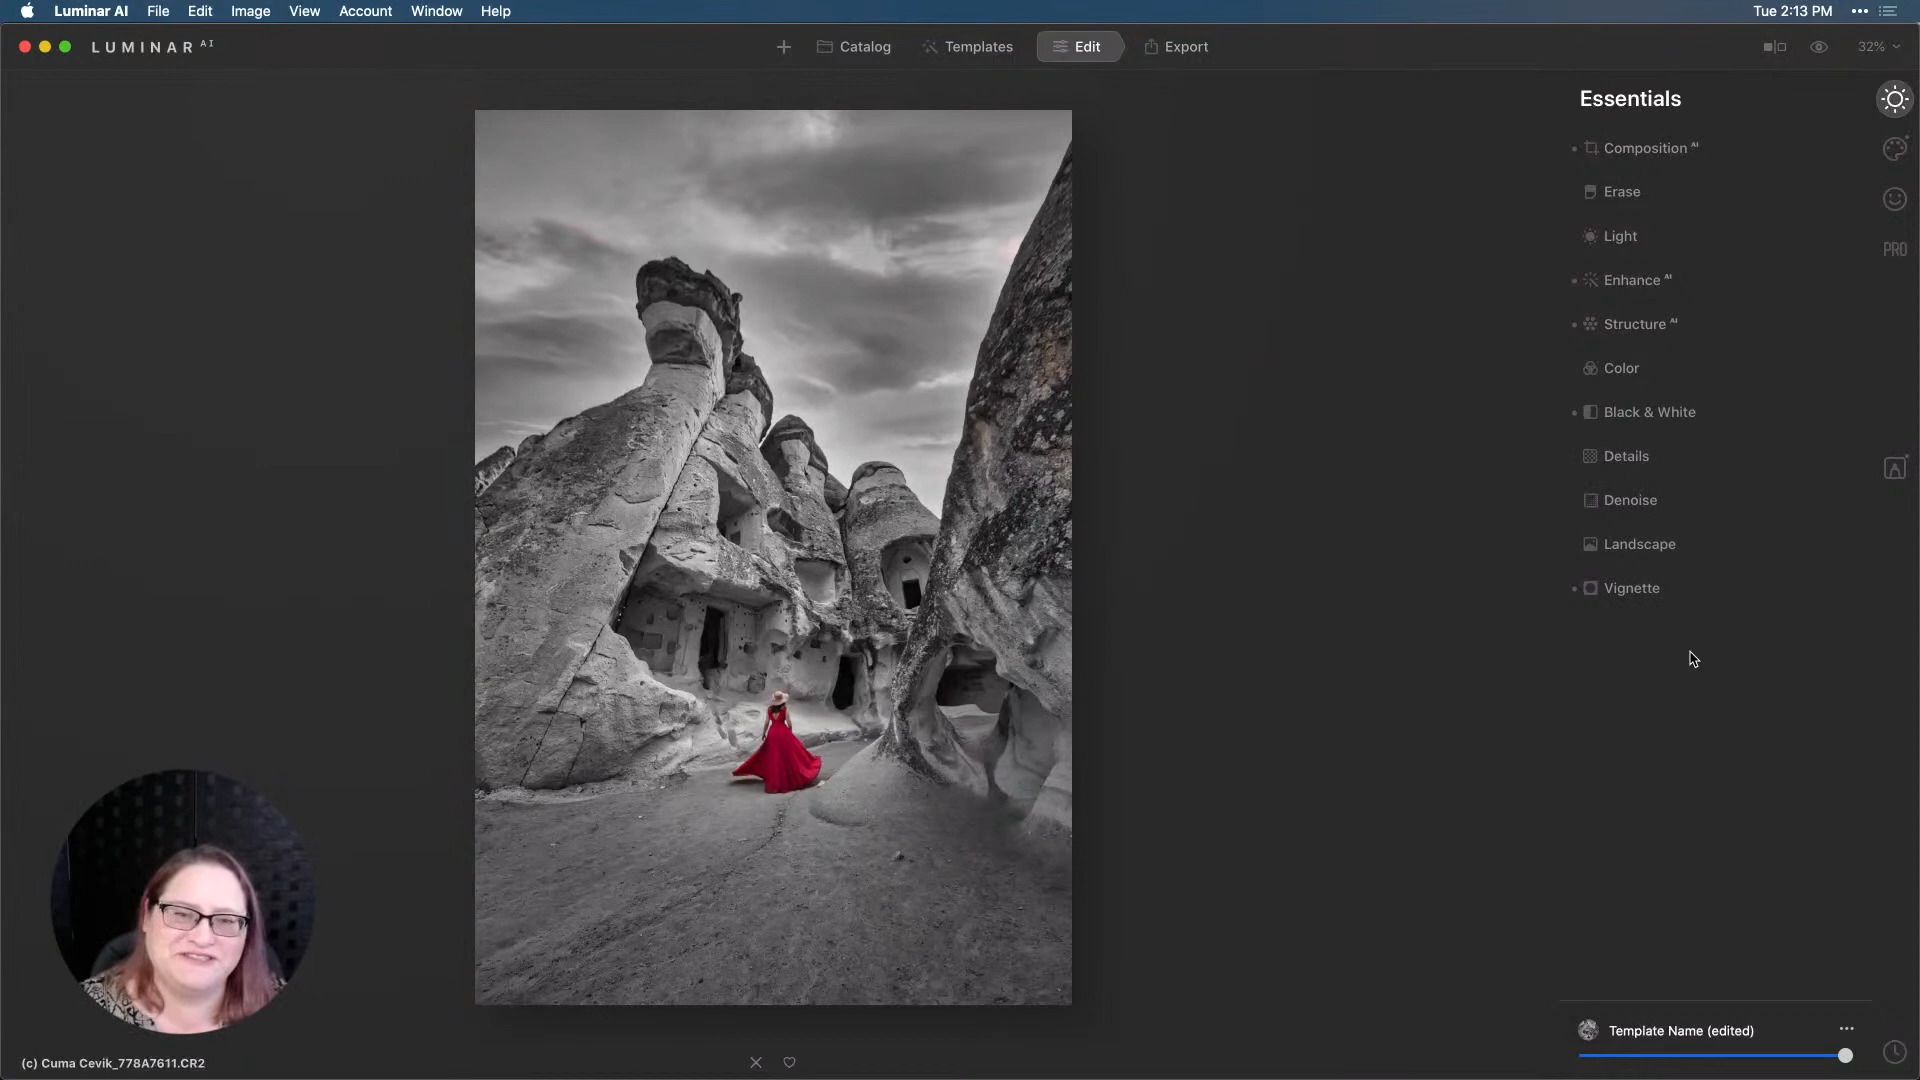 Luminar AI File Edit Image View Account Window Help Tue 2:13 PM
LUMINAR AI Catalog Templates Edit Export 32%
Essentials
Composition AI
Erase
Light
PRO
Enhance AI
Structure AI
Color
Black & White
Details
Denoise
Landscape
Vignette
Template Name (edited)
(c) Cuma Cevik_778A7611.CR2